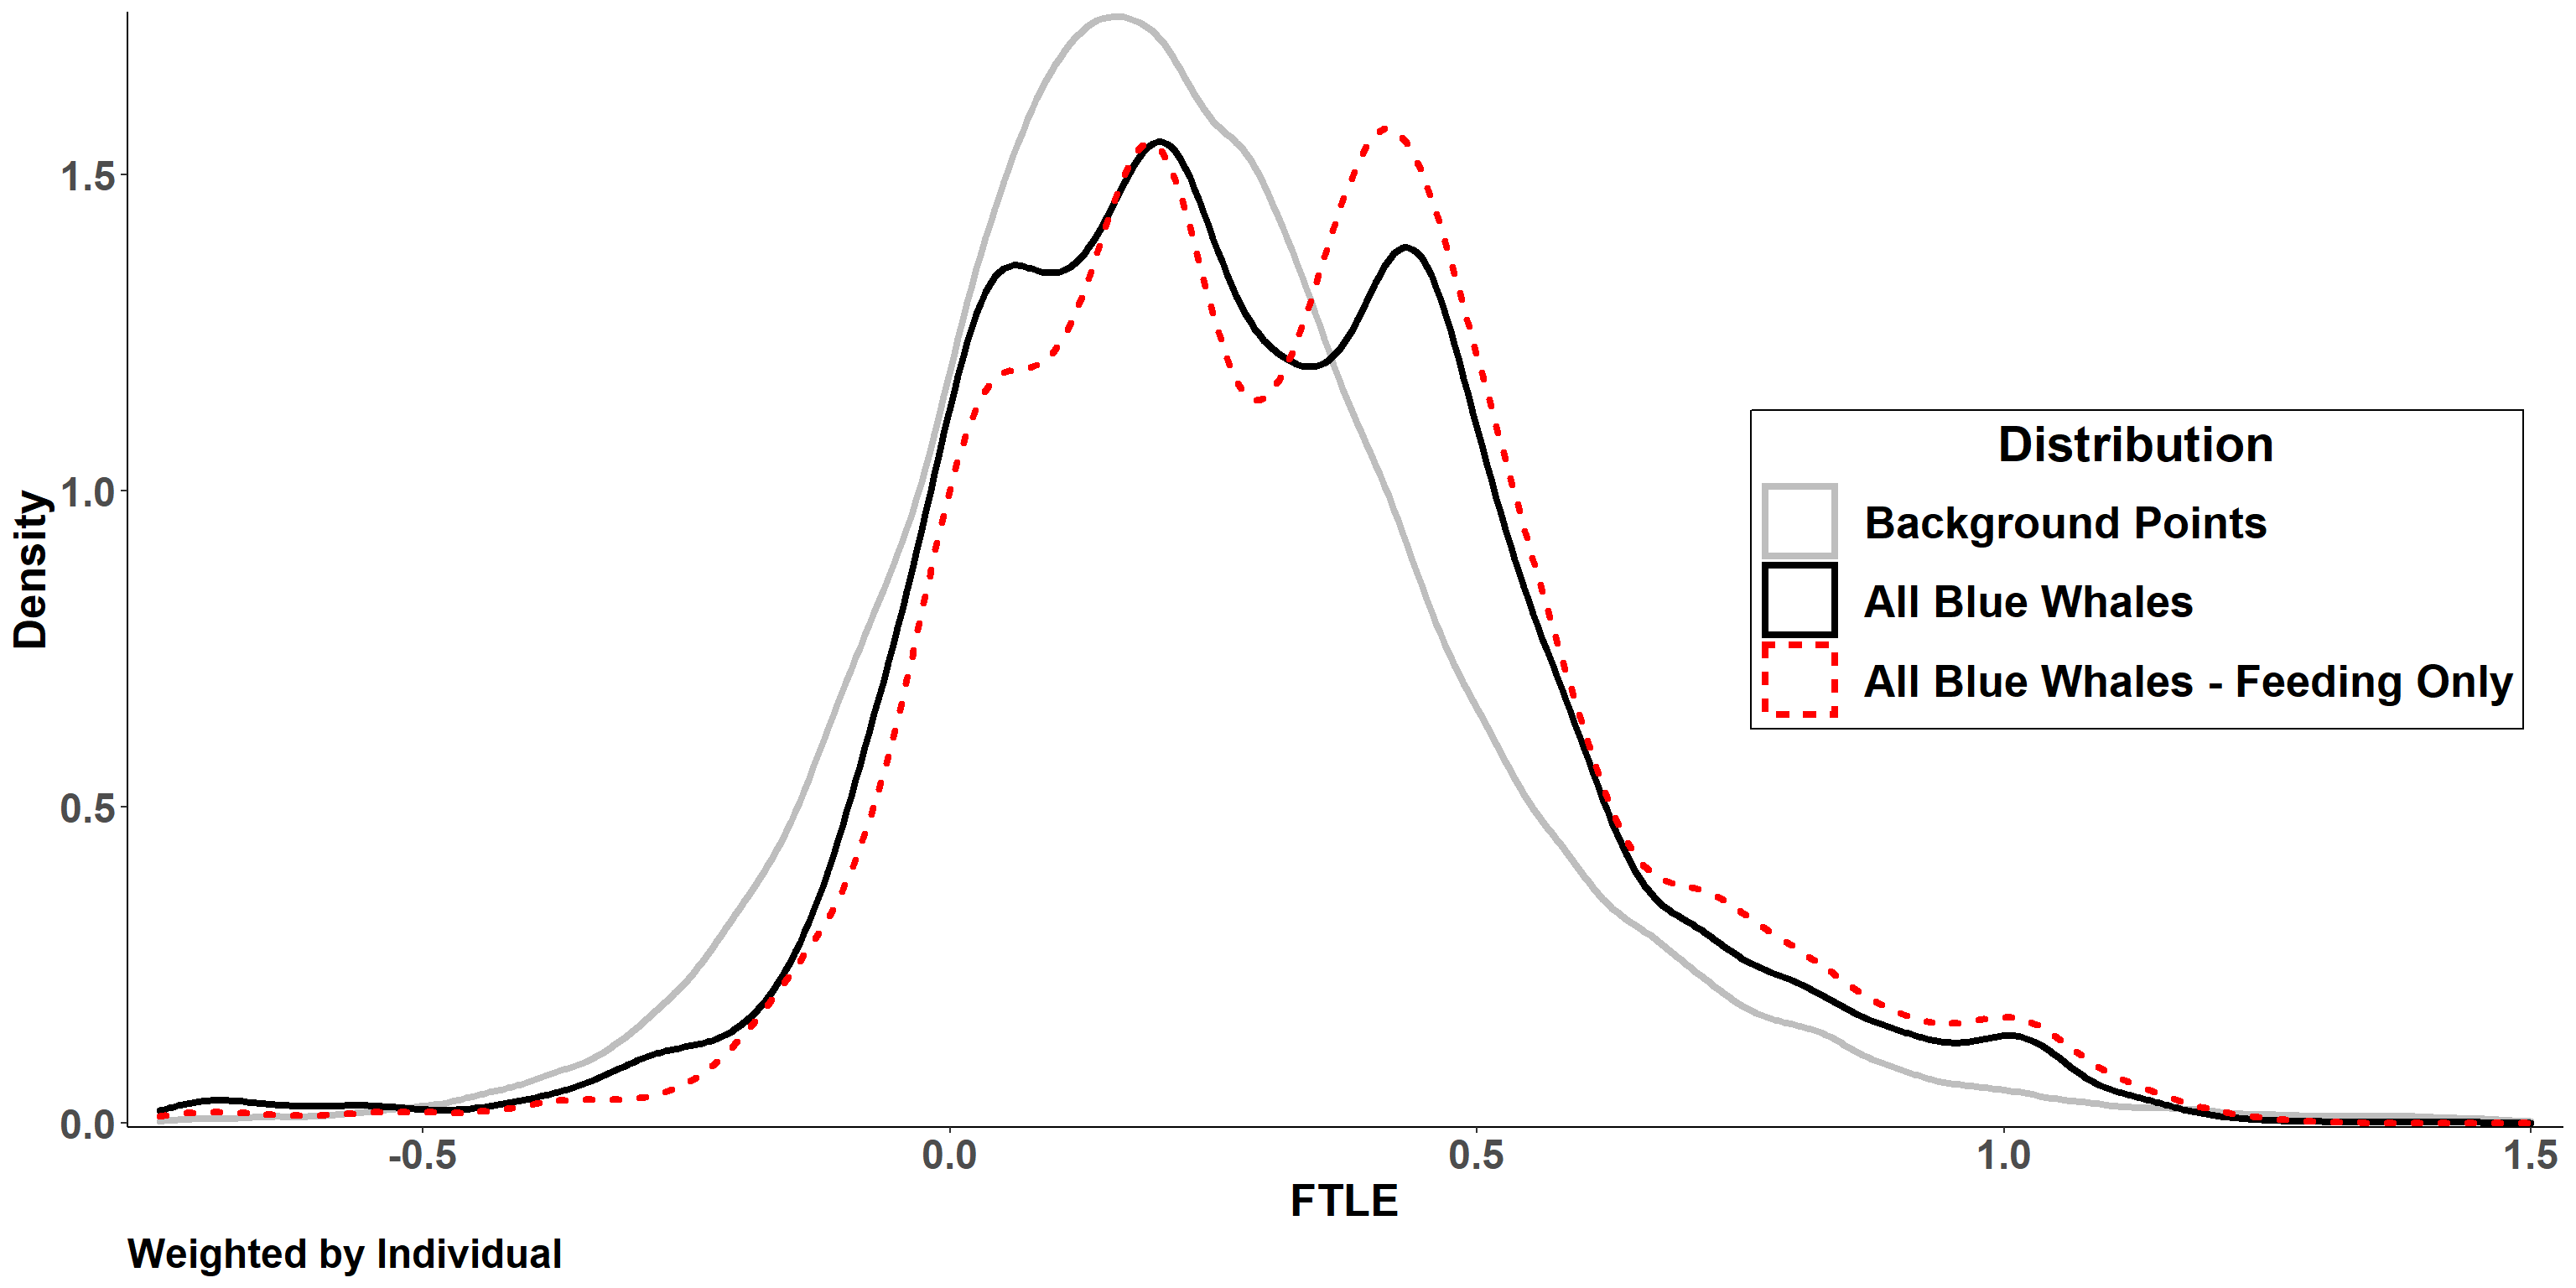 Density
1.5
1.0
0.5
0.0
-0.5 0.0 0.5 1.0 1.5
FTLE
Distribution
Background Points
All Blue Whales
All Blue Whales - Feeding Only
Weighted by Individual